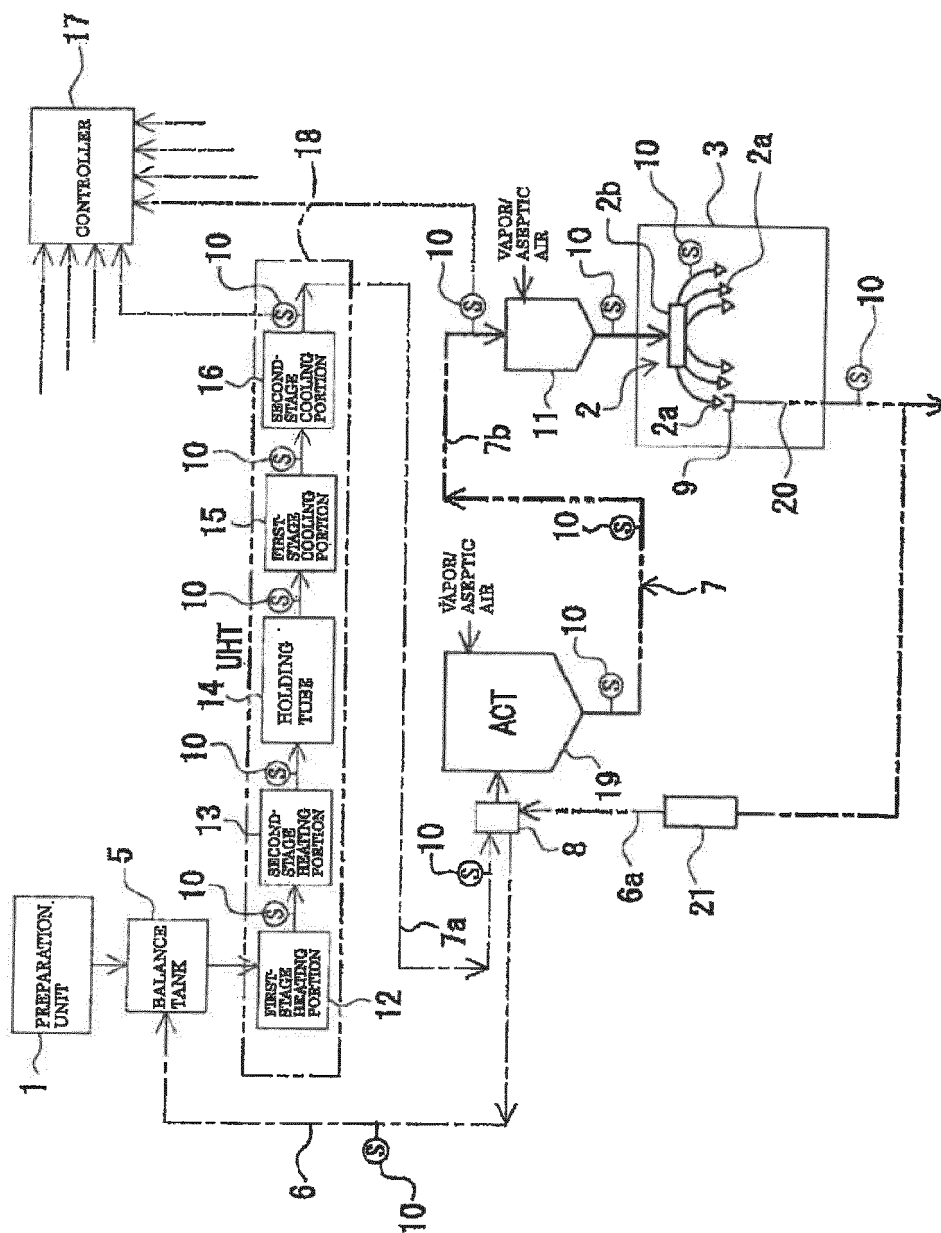 1
PREPARATION
UNIT
17
CONTROLLER
5
BALANCE
TANK
10
10
10
10
10
13
14
UHT
15
16
18
FIRST-
STAGE
HEATING
PORTION
SECOND-
STAGE
HEATING
PORTION
HOLDING
TUBE
FIRST-
STAGE
COOLING
PORTION
SECOND-
STAGE
COOLING
PORTION
S
S
S
S
S
12
6
S
10
7a
10
S
10
S
7b
VAPOR/
ASEPTIC
AIR
VAPOR/
ASEPTIC
AIR
ACT
11
8
19
10
S
10
S
10
S
7
6a
21
2
2b
10
S
3
2a
2a
9
20
10
S